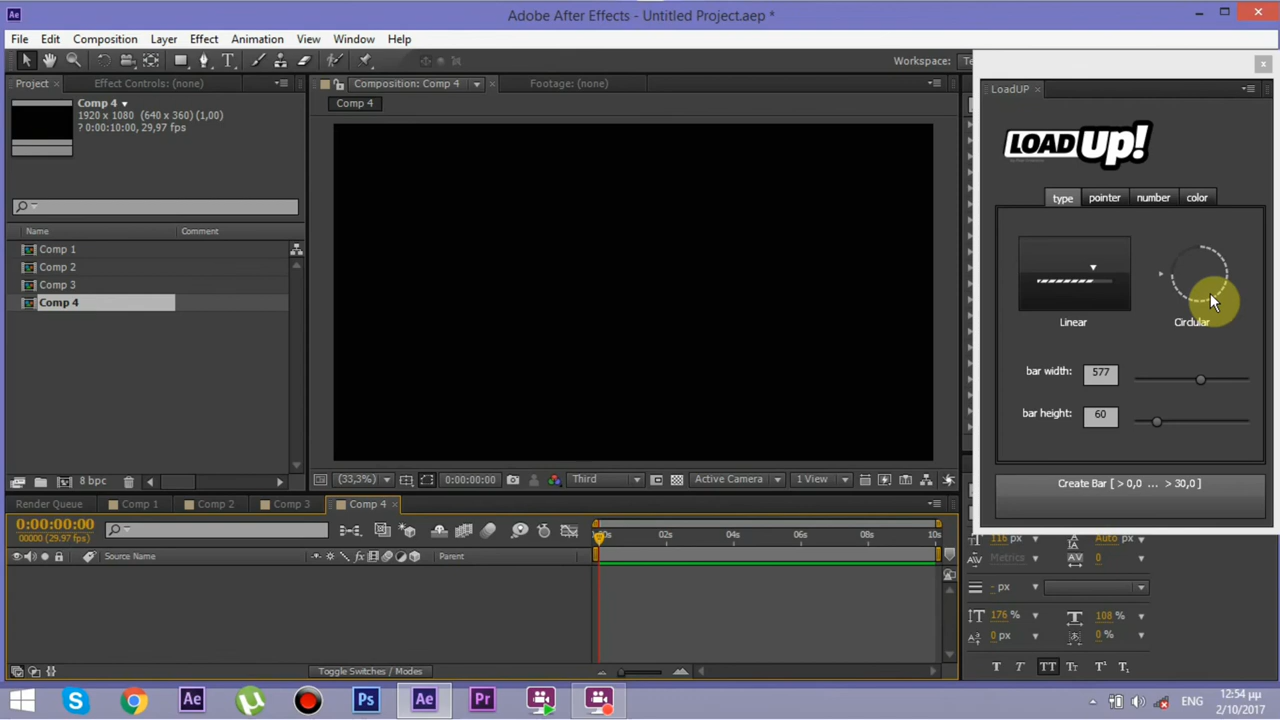 Adobe After Effects - Untitled Project.aep *
File Edit Composition Layer Effect Animation View Window Help
Workspace:
Project Effect Controls: (none)
Composition: Comp 4
Footage: (none)
Comp 4
1920 x 1080 (640 x 360) (1,00)
? 0:00:10:00, 29,97 fps
Comp 4
Name Comment
Comp 1
Comp 2
Comp 3
Comp 4
8 bpc
(33,3%) 0:00:00:00 Third Active Camera 1 View
LoadUP
LOAD Up!
type pointer number color
Linear
Cirdular
bar width: 577
bar height: 60
Create Bar [ > 0,0 ... > 30,0 ]
Render Queue Comp 1 Comp 2 Comp 3 Comp 4
0:00:00:00
00000 (29.97 fps)
02s 04s 06s 08s 10s
Source Name Parent
Toggle Switches / Modes
116 px Auto px
Metrics 0
- px
176 % 108 %
0 px 0 %
T T TT Tr T¹ T₁
12:54 μμ
ΕΝG
2/10/2017